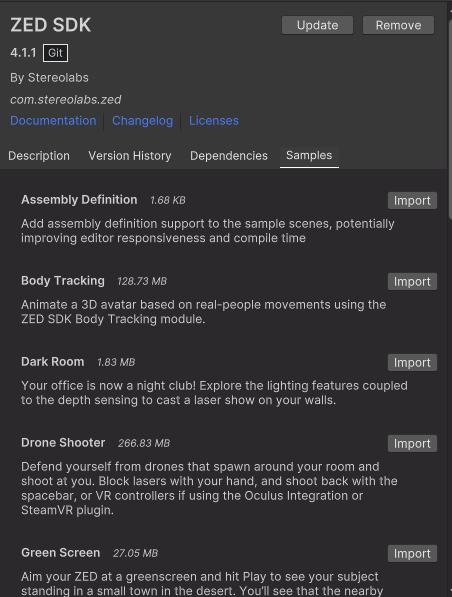 ZED SDK
Update
Remove
4.1.1 Git
By Stereolabs
com.stereolabs.zed
Documentation Changelog Licenses
Description Version History Dependencies Samples
Assembly Definition 1.68 KB Import
Add assembly definition support to the sample scenes, potentially
improving editor responsiveness and compile time
Body Tracking 128.73 MB Import
Animate a 3D avatar based on real-people movements using the
ZED SDK Body Tracking module.
Dark Room 1.83 MB Import
Your office is now a night club! Explore the lighting features coupled
to the depth sensing to cast a laser show on your walls.
Drone Shooter 266.83 MB Import
Defend yourself from drones that spawn around your room and
shoot at you. Block lasers with your hand, and shoot back with the
spacebar, or VR controllers if using the Oculus Integration or
SteamVR plugin.
Green Screen 27.05 MB Import
Aim your ZED at a greenscreen and hit Play to see your subject
standing in a small town in the desert. You'll see that the nearby